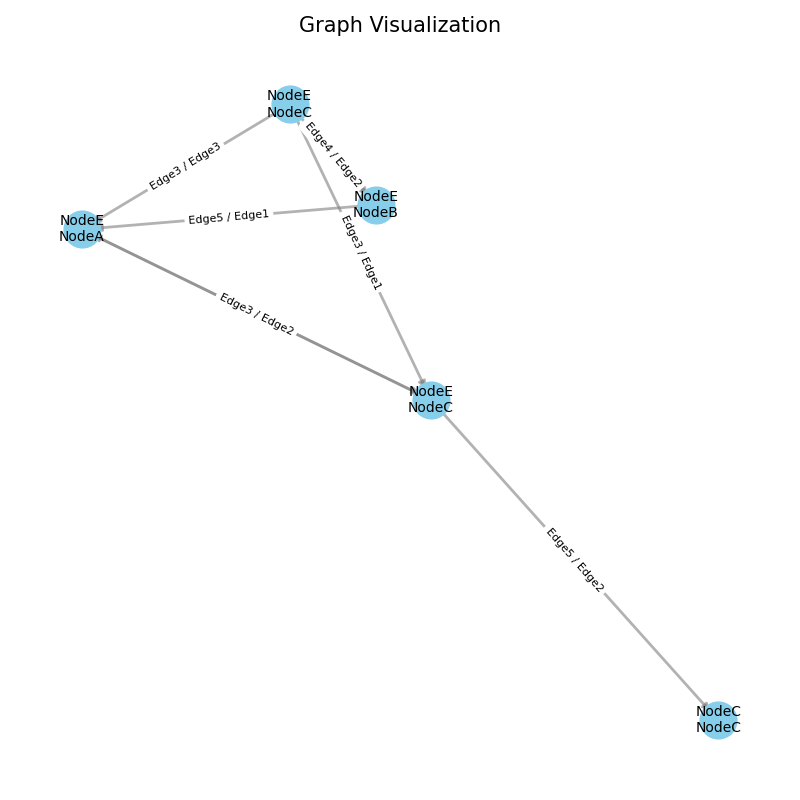 Graph Visualization
NodeE
NodeC
Edge4 / Edge2
Edge3 / Edge3
NodeE
NodeB
Edge5 / Edge1
NodeE
NodeA
Edge3 / Edge1
Edge3 / Edge2
NodeE
NodeC
Edge5 / Edge2
NodeC
NodeC